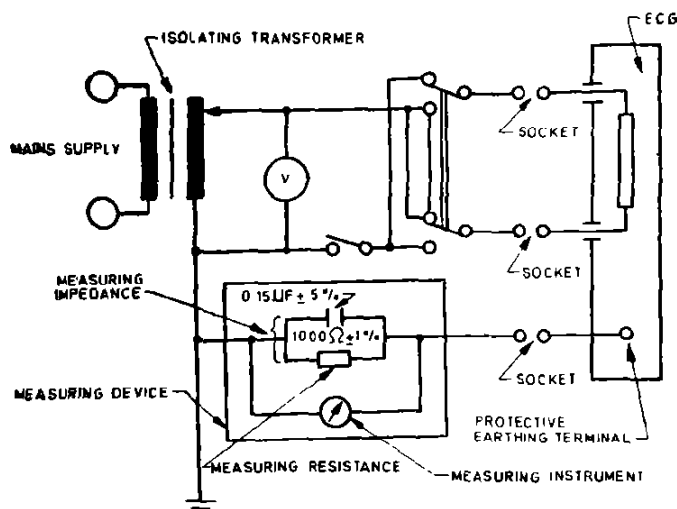 ECG
ISOLATING TRANSFORMER
MAINS SUPPLY
V
SOCKET
SOCKET
MEASURING
IMPEDANCE
0·15µF ± 5 %
1000 Ω ± 1 %
SOCKET
MEASURING DEVICE
PROTECTIVE
EARTHING TERMINAL
MEASURING RESISTANCE
MEASURING INSTRUMENT